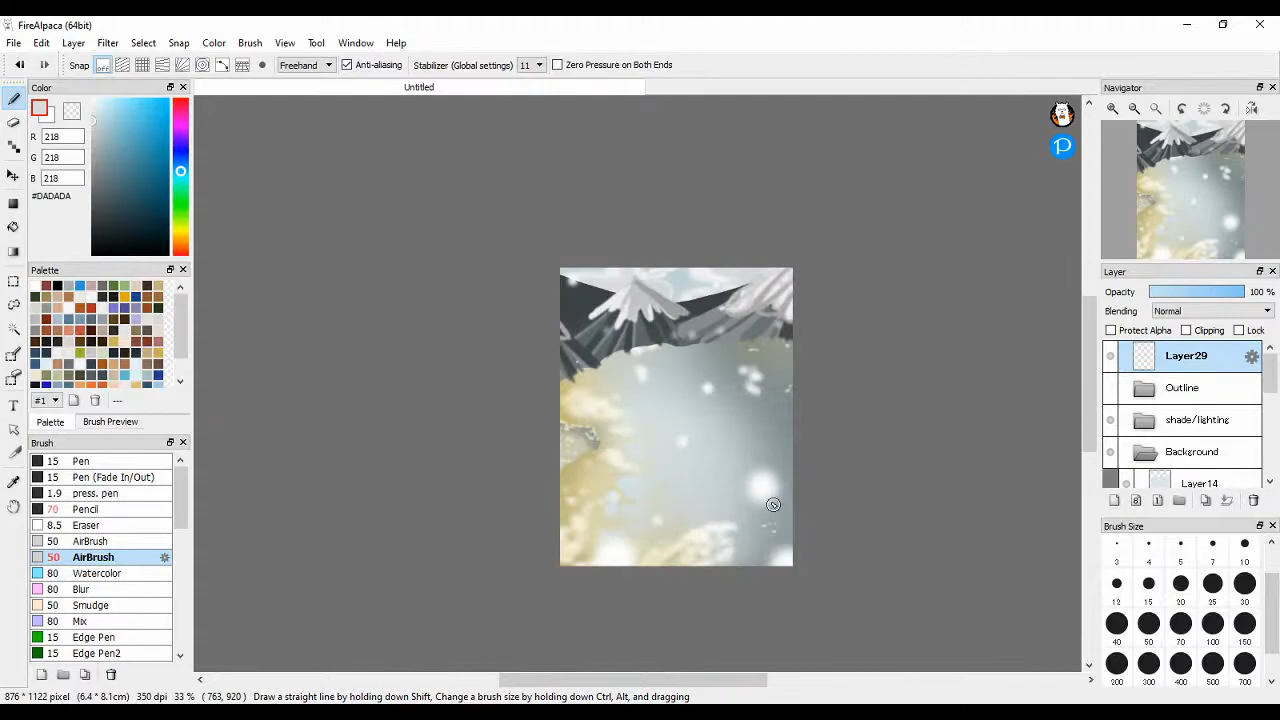 FireAlpaca (64bit)
File Edit Layer Filter Select Snap Color Brush View Tool Window Help
Snap OFF Freehand Anti-aliasing Stabilizer (Global settings) 11 Zero Pressure on Both Ends
Color
R 218
G 218
B 218
#DADADA
Palette
#1 ---
Palette Brush Preview
Brush
15 Pen
15 Pen (Fade In/Out)
1.9 press. pen
70 Pencil
8.5 Eraser
50 AirBrush
50 AirBrush
80 Watercolor
80 Blur
50 Smudge
80 Mix
15 Edge Pen
15 Edge Pen2
Untitled
P
Navigator
Layer
Opacity 100 %
Blending Normal
Protect Alpha Clipping Lock
Layer29
Outline
shade/lighting
Background
Layer14
8 1
Brush Size
3 4 5 7 10
12 15 20 25 30
40 50 70 100 150
200 300 400 500 700
876 * 1122 pixel (6.4 * 8.1cm) 350 dpi 33 % ( 763, 920 ) Draw a straight line by holding down Shift, Change a brush size by holding down Ctrl, Alt, and dragging